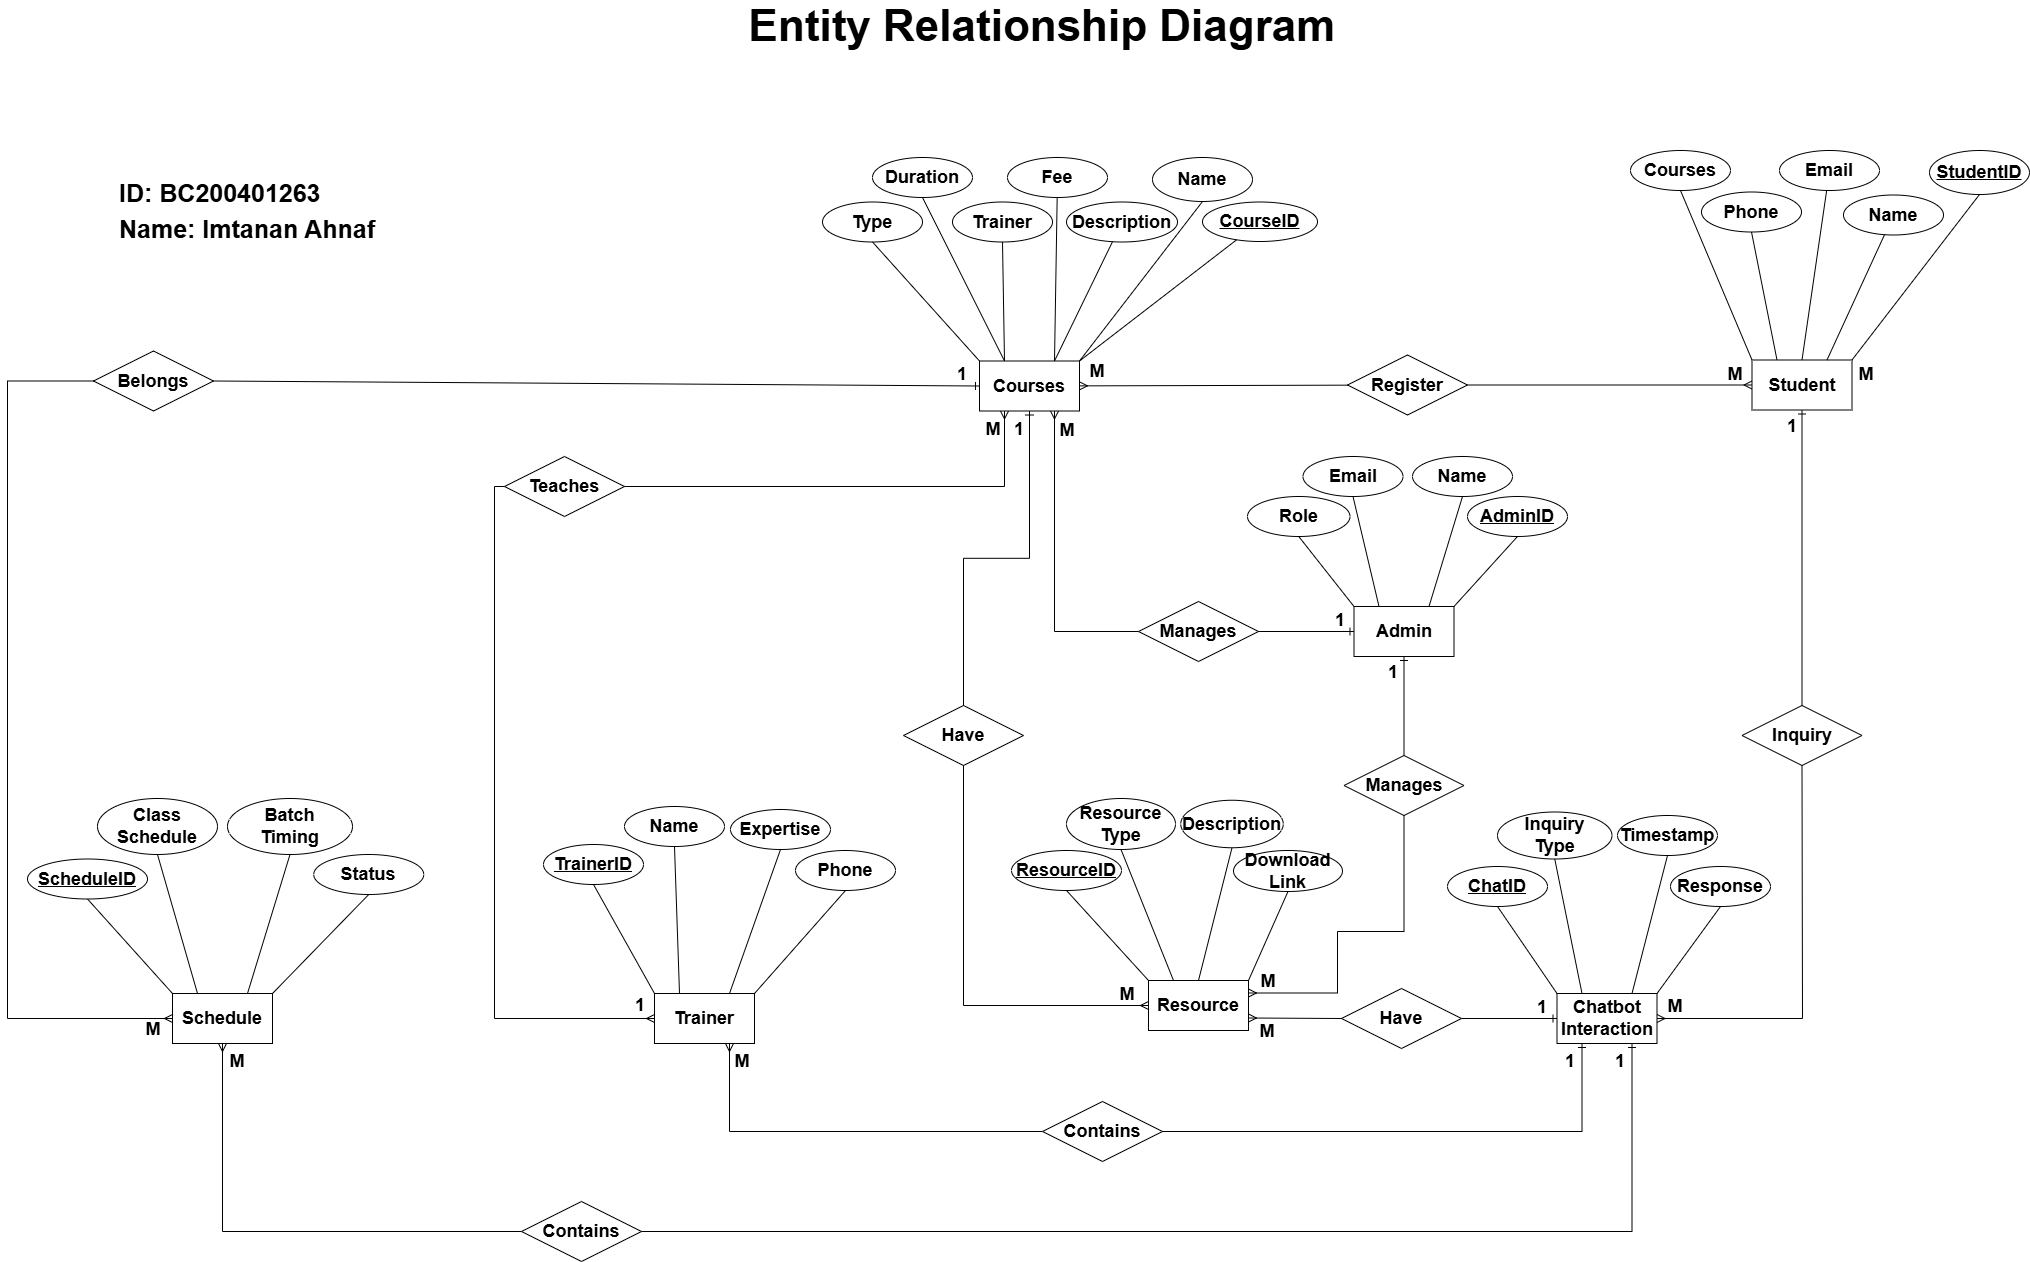 Entity Relationship Diagram
ID: BC200401263
Name: Imtanan Ahnaf
Duration
Fee
Name
Type
Trainer
Description
CourseID
Courses
Email
StudentID
Phone
Name
Belongs
1
Courses
M
Register
M
Student
M
M
1
M
1
Teaches
Email
Name
Role
AdminID
Manages
1
Admin
1
Have
Inquiry
Manages
Class
Schedule
Batch
Timing
ScheduleID
Status
Name
Expertise
TrainerID
Phone
Resource
Type
Description
ResourceID
Download
Link
Inquiry
Type
Timestamp
ChatID
Response
M
Schedule
M
1
Trainer
M
M
Resource
M
M
Have
1
Chatbot
Interaction
M
1
1
Contains
Contains